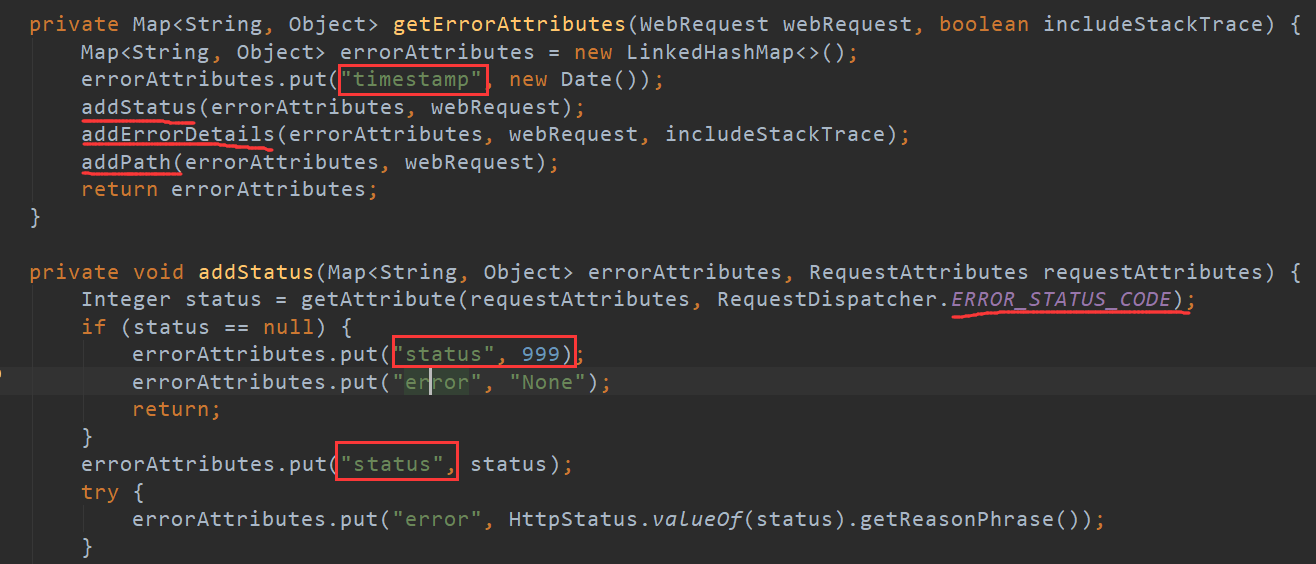 private Map<String, Object> getErrorAttributes(WebRequest webRequest, boolean includeStackTrace) {
    Map<String, Object> errorAttributes = new LinkedHashMap<>();
    errorAttributes.put("timestamp", new Date());
    addStatus(errorAttributes, webRequest);
    addErrorDetails(errorAttributes, webRequest, includeStackTrace);
    addPath(errorAttributes, webRequest);
    return errorAttributes;
}
private void addStatus(Map<String, Object> errorAttributes, RequestAttributes requestAttributes) {
    Integer status = getAttribute(requestAttributes, RequestDispatcher.ERROR_STATUS_CODE);
    if (status == null) {
        errorAttributes.put("status", 999);
        errorAttributes.put("error", "None");
        return;
    }
    errorAttributes.put("status", status);
    try {
        errorAttributes.put("error", HttpStatus.valueOf(status).getReasonPhrase());
    }